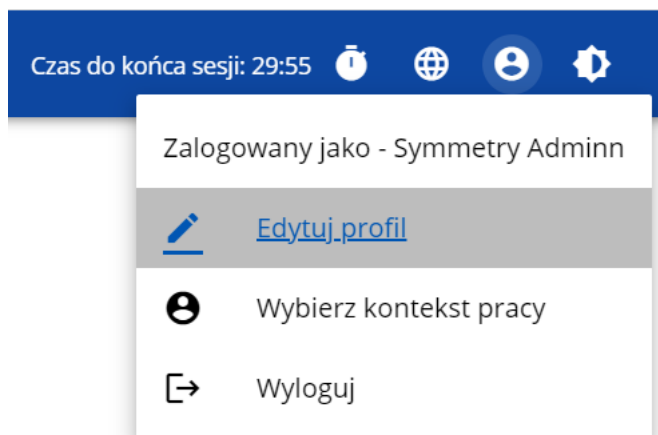 Czas do końca sesji: 29:55
Zalogowany jako - Symmetry Adminn
Edytuj profil
Wybierz kontekst pracy
Wyloguj